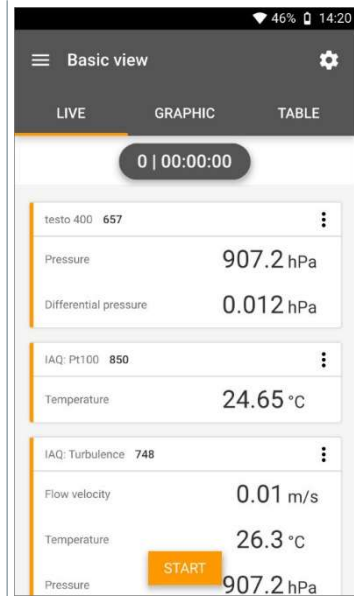 46% 14:20
Basic view
LIVE GRAPHIC TABLE
0 | 00:00:00
testo 400 657
Pressure 907.2 hPa
Differential pressure 0.012 hPa
IAQ: Pt100 850
Temperature 24.65 °C
IAQ: Turbulence 748
Flow velocity 0.01 m/s
Temperature 26.3 °C
START
Pressure 907.2 hPa